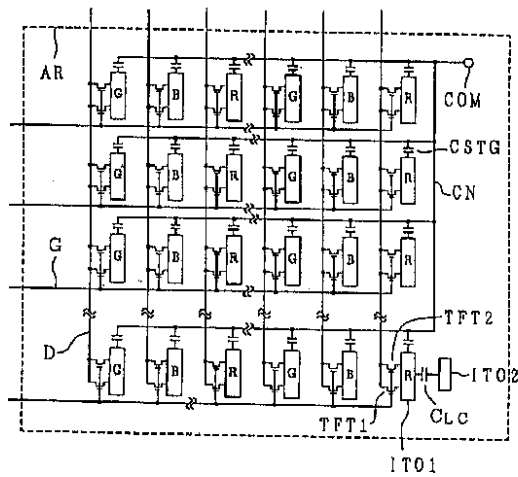 AR
COM
G B R G B R
CSTG
G B R G B R
CN
G B R G B R
G
D
TFT2
G B R G B R
ITO2
CLC
TFT1
ITO1